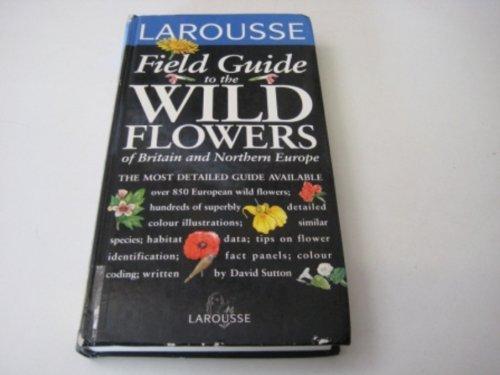 LAROUSSE
Field Guide
to the
WILD
FLOWERS
of Britain and Northern Europe
THE MOST DETAILED GUIDE AVAILABLE
over 850 European wild flowers;
hundreds of superbly detailed
colour illustrations; similar
species; habitat data; tips on flower
identification; fact panels; colour
coding; written by David Sutton
LAROUSSE